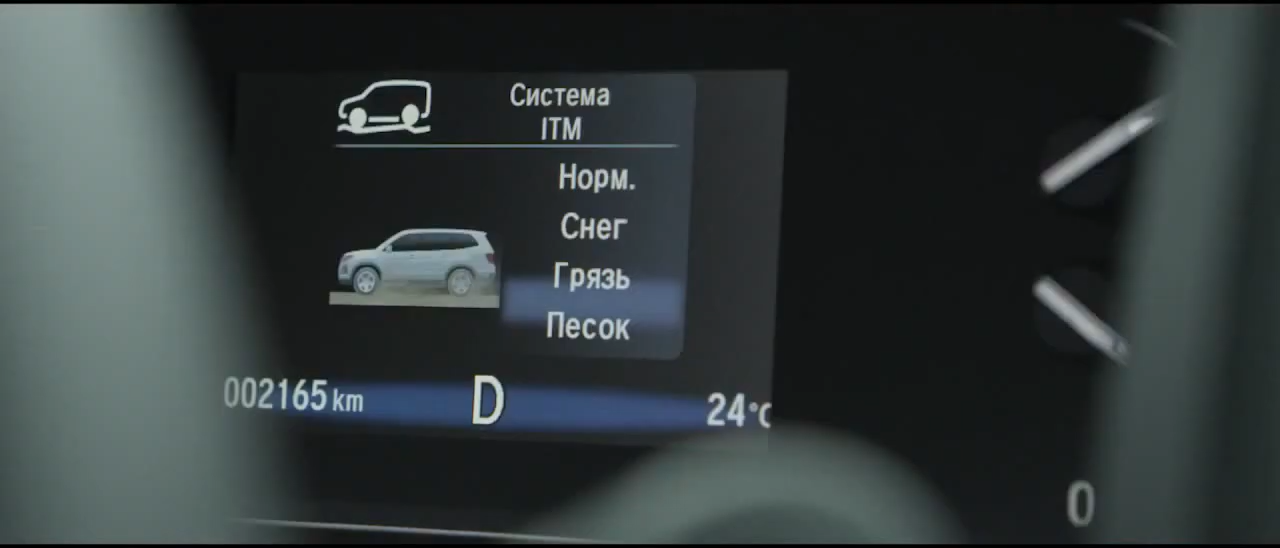 Система
ITM
Норм.
Снег
Грязь
Песок
002165 km
D
24°C
0